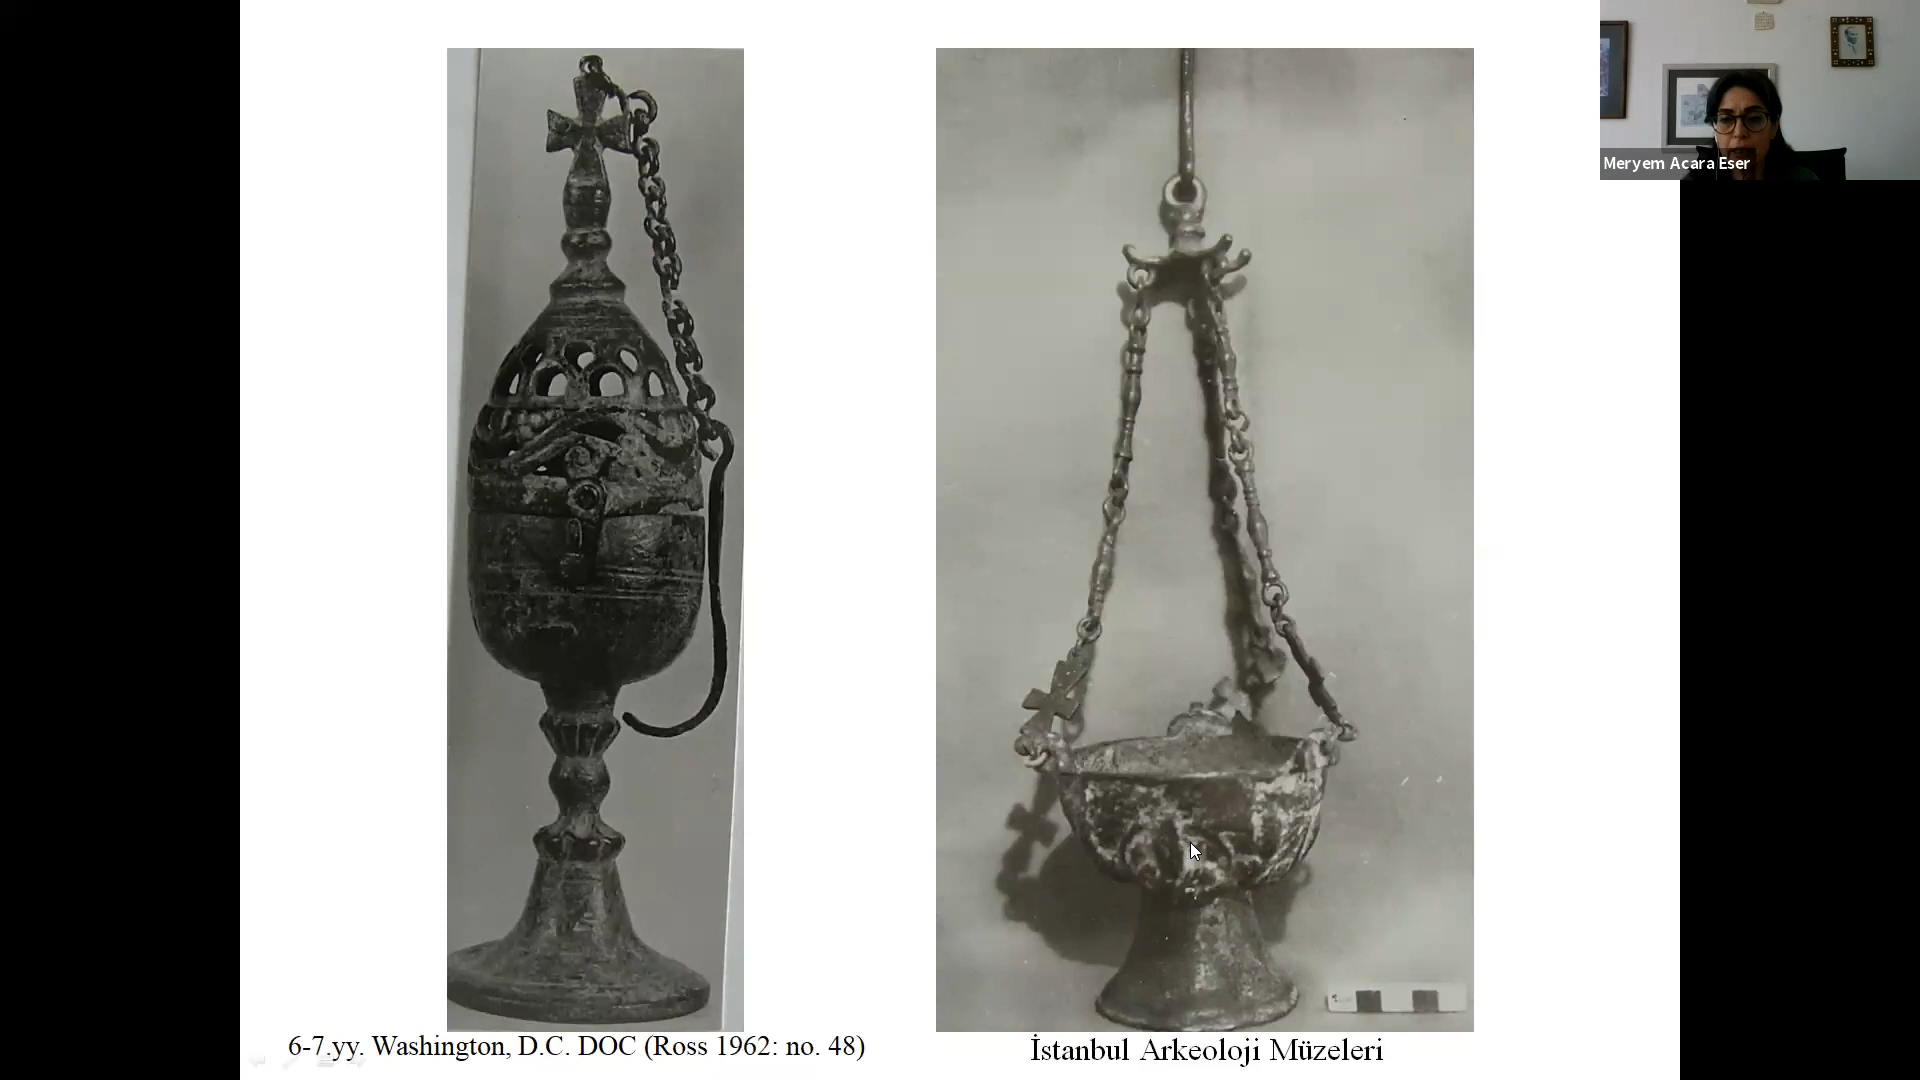 Meryem Acara Eser
6-7.yy. Washington, D.C. DOC (Ross 1962: no. 48)
İstanbul Arkeoloji Müzeleri